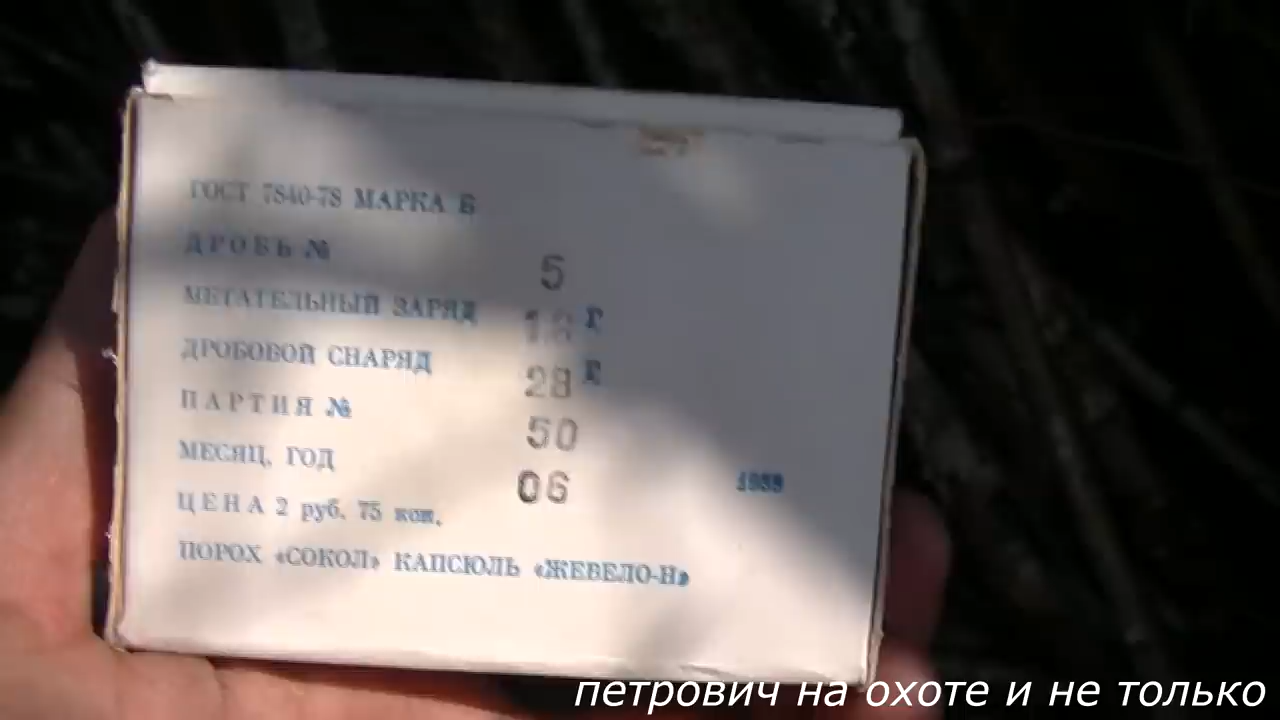 ГОСТ 7840-78 МАРКА Б
ДРОБЬ № 5
МЕТАТЕЛЬНЫЙ ЗАРЯД г
ДРОБОВОЙ СНАРЯД 28 г
ПАРТИЯ № 50
МЕСЯЦ, ГОД 06 1988
ЦЕНА 2 руб. 75 коп.
ПОРОХ «СОКОЛ» КАПСЮЛЬ «ЖЕВЕЛО-Н»
петрович на охоте и не только